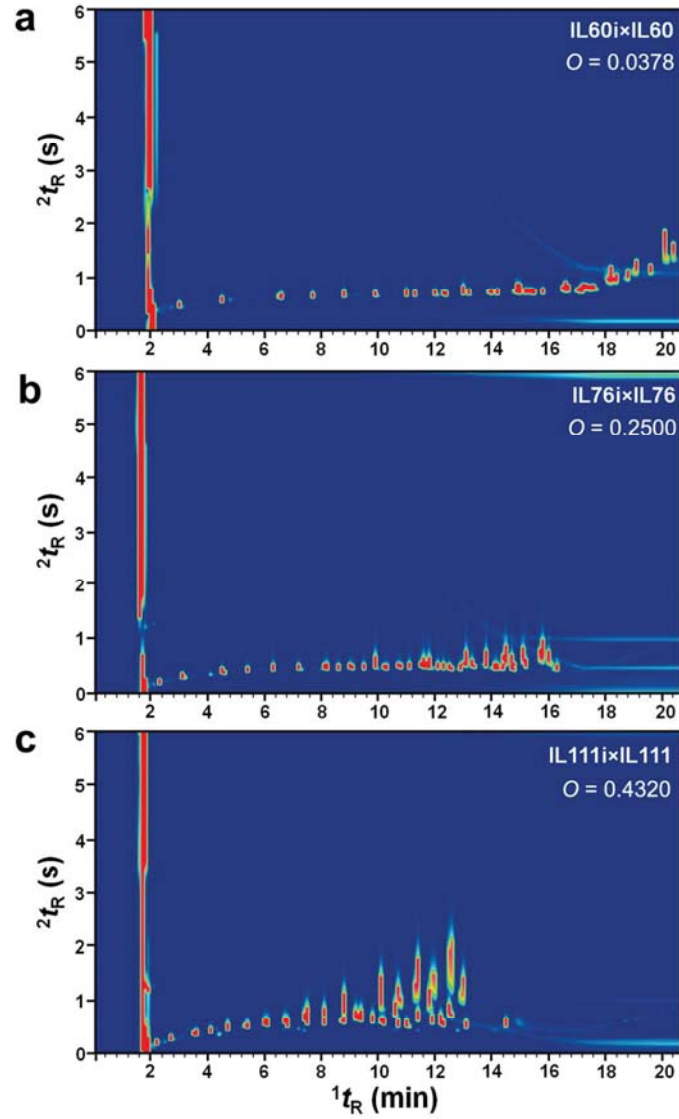 a
IL60i×IL60
O = 0.0378
6
5
4
3
2
1
0
²tR (s)
2 4 6 8 10 12 14 16 18 20
b
IL76i×IL76
O = 0.2500
6
5
4
3
2
1
0
²tR (s)
2 4 6 8 10 12 14 16 18 20
c
IL111i×IL111
O = 0.4320
6
5
4
3
2
1
0
²tR (s)
2 4 6 8 10 12 14 16 18 20
¹tR (min)